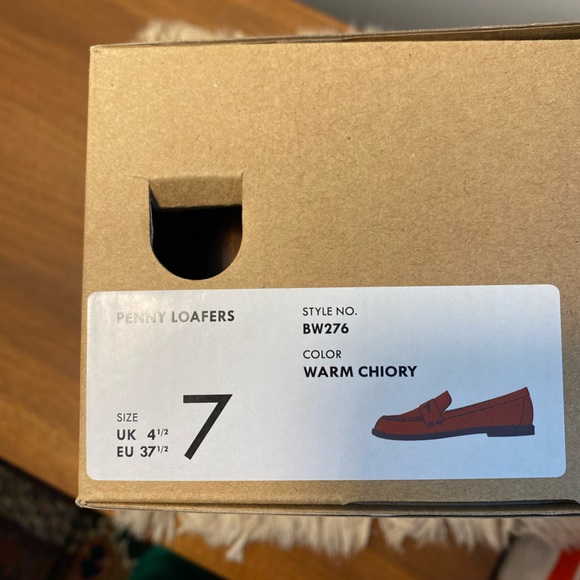 PENNY LOAFERS
STYLE NO.
BW276
COLOR
WARM CHIORY
SIZE
UK 4 1/2
EU 37 1/2
7